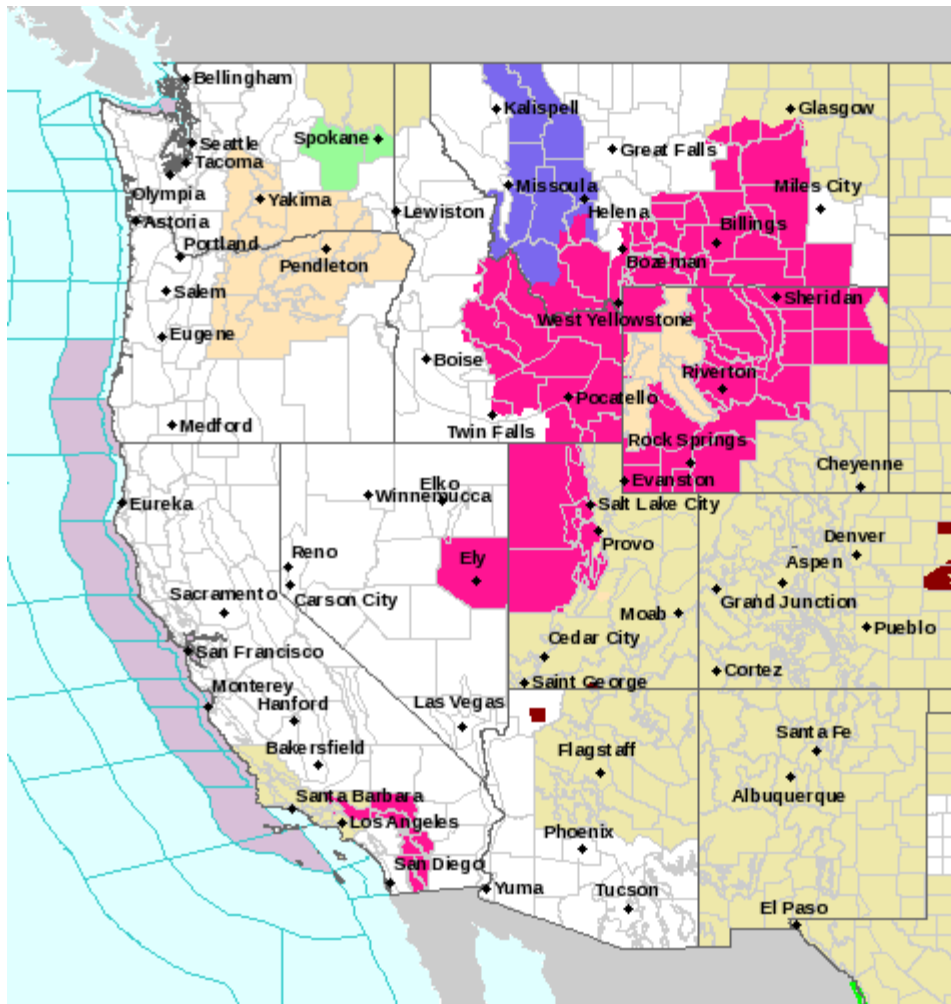 Bellingham
Kalispell
Glasgow
Spokane
Seattle
Great Falls
Tacoma
Olympia
Missoula
Miles City
Yakima
Lewiston
Helena
Astoria
Billings
Portland
Pendleton
Bozeman
Salem
Sheridan
West Yellowstone
Eugene
Boise
Riverton
Pocatello
Medford
Twin Falls
Rock Springs
Cheyenne
Elko
Evanston
Winnemucca
Eureka
Salt Lake City
Denver
Reno
Ely
Provo
Aspen
Sacramento
Carson City
Grand Junction
Moab
Pueblo
Cedar City
San Francisco
Cortez
Saint George
Monterey
Las Vegas
Hanford
Santa Fe
Bakersfield
Flagstaff
Santa Barbara
Albuquerque
Los Angeles
Phoenix
San Diego
Yuma
Tucson
El Paso